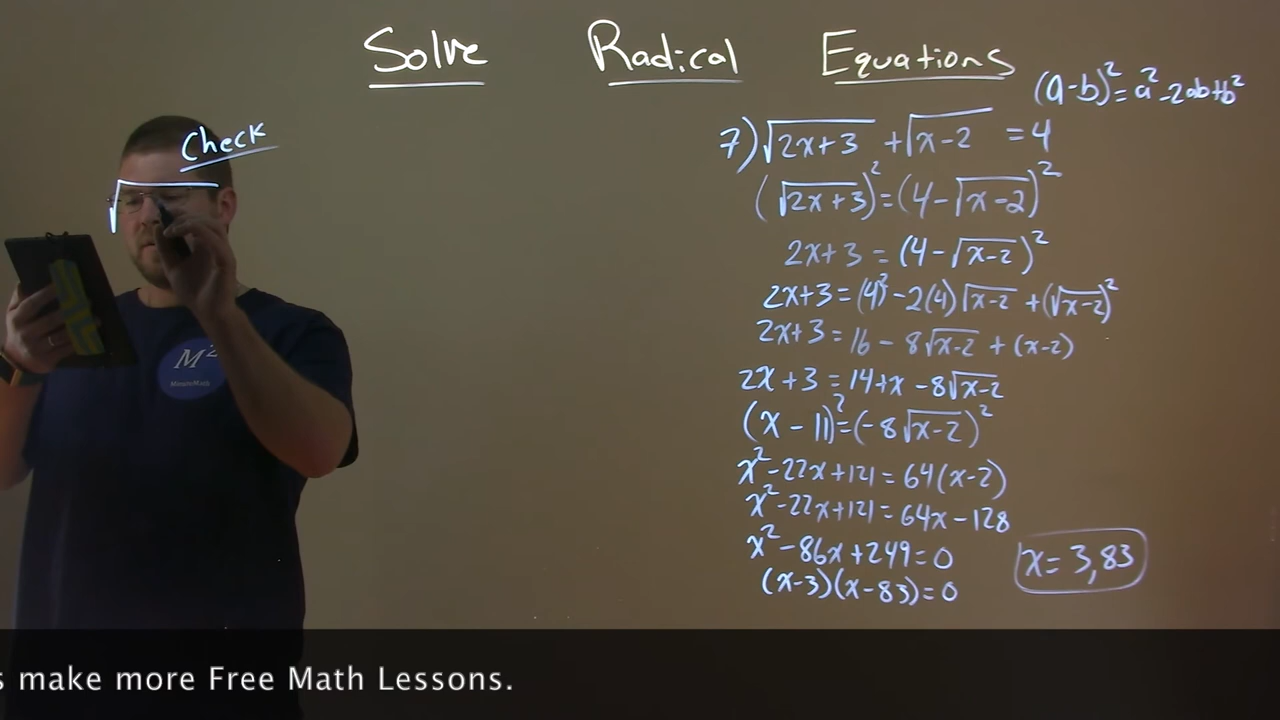 Solve Radical Equations
(a-b)² = a² - 2ab + b²
Check
√
7) √(2x+3) + √(x-2) = 4
(√(2x+3))² = (4-√(x-2))²
2x+3 = (4-√(x-2))²
2x+3 = (4)² - 2(4)√(x-2) + (√(x-2))²
2x+3 = 16 - 8√(x-2) + (x-2)
2x+3 = 14+x - 8√(x-2)
(x-11)² = (-8√(x-2))²
x² - 22x + 121 = 64(x-2)
x² - 22x + 121 = 64x - 128
x² - 86x + 249 = 0
(x-3)(x-83) = 0
x = 3, 83
M²
MinuteMath
s make more Free Math Lessons.